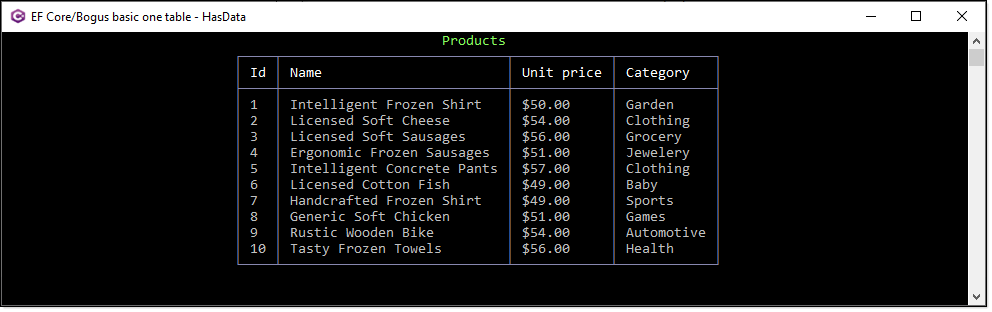 EF Core/Bogus basic one table - HasData
Products
Id Name Unit price Category
1 Intelligent Frozen Shirt $50.00 Garden
2 Licensed Soft Cheese $54.00 Clothing
3 Licensed Soft Sausages $56.00 Grocery
4 Ergonomic Frozen Sausages $51.00 Jewelery
5 Intelligent Concrete Pants $57.00 Clothing
6 Licensed Cotton Fish $49.00 Baby
7 Handcrafted Frozen Shirt $49.00 Sports
8 Generic Soft Chicken $51.00 Games
9 Rustic Wooden Bike $54.00 Automotive
10 Tasty Frozen Towels $56.00 Health